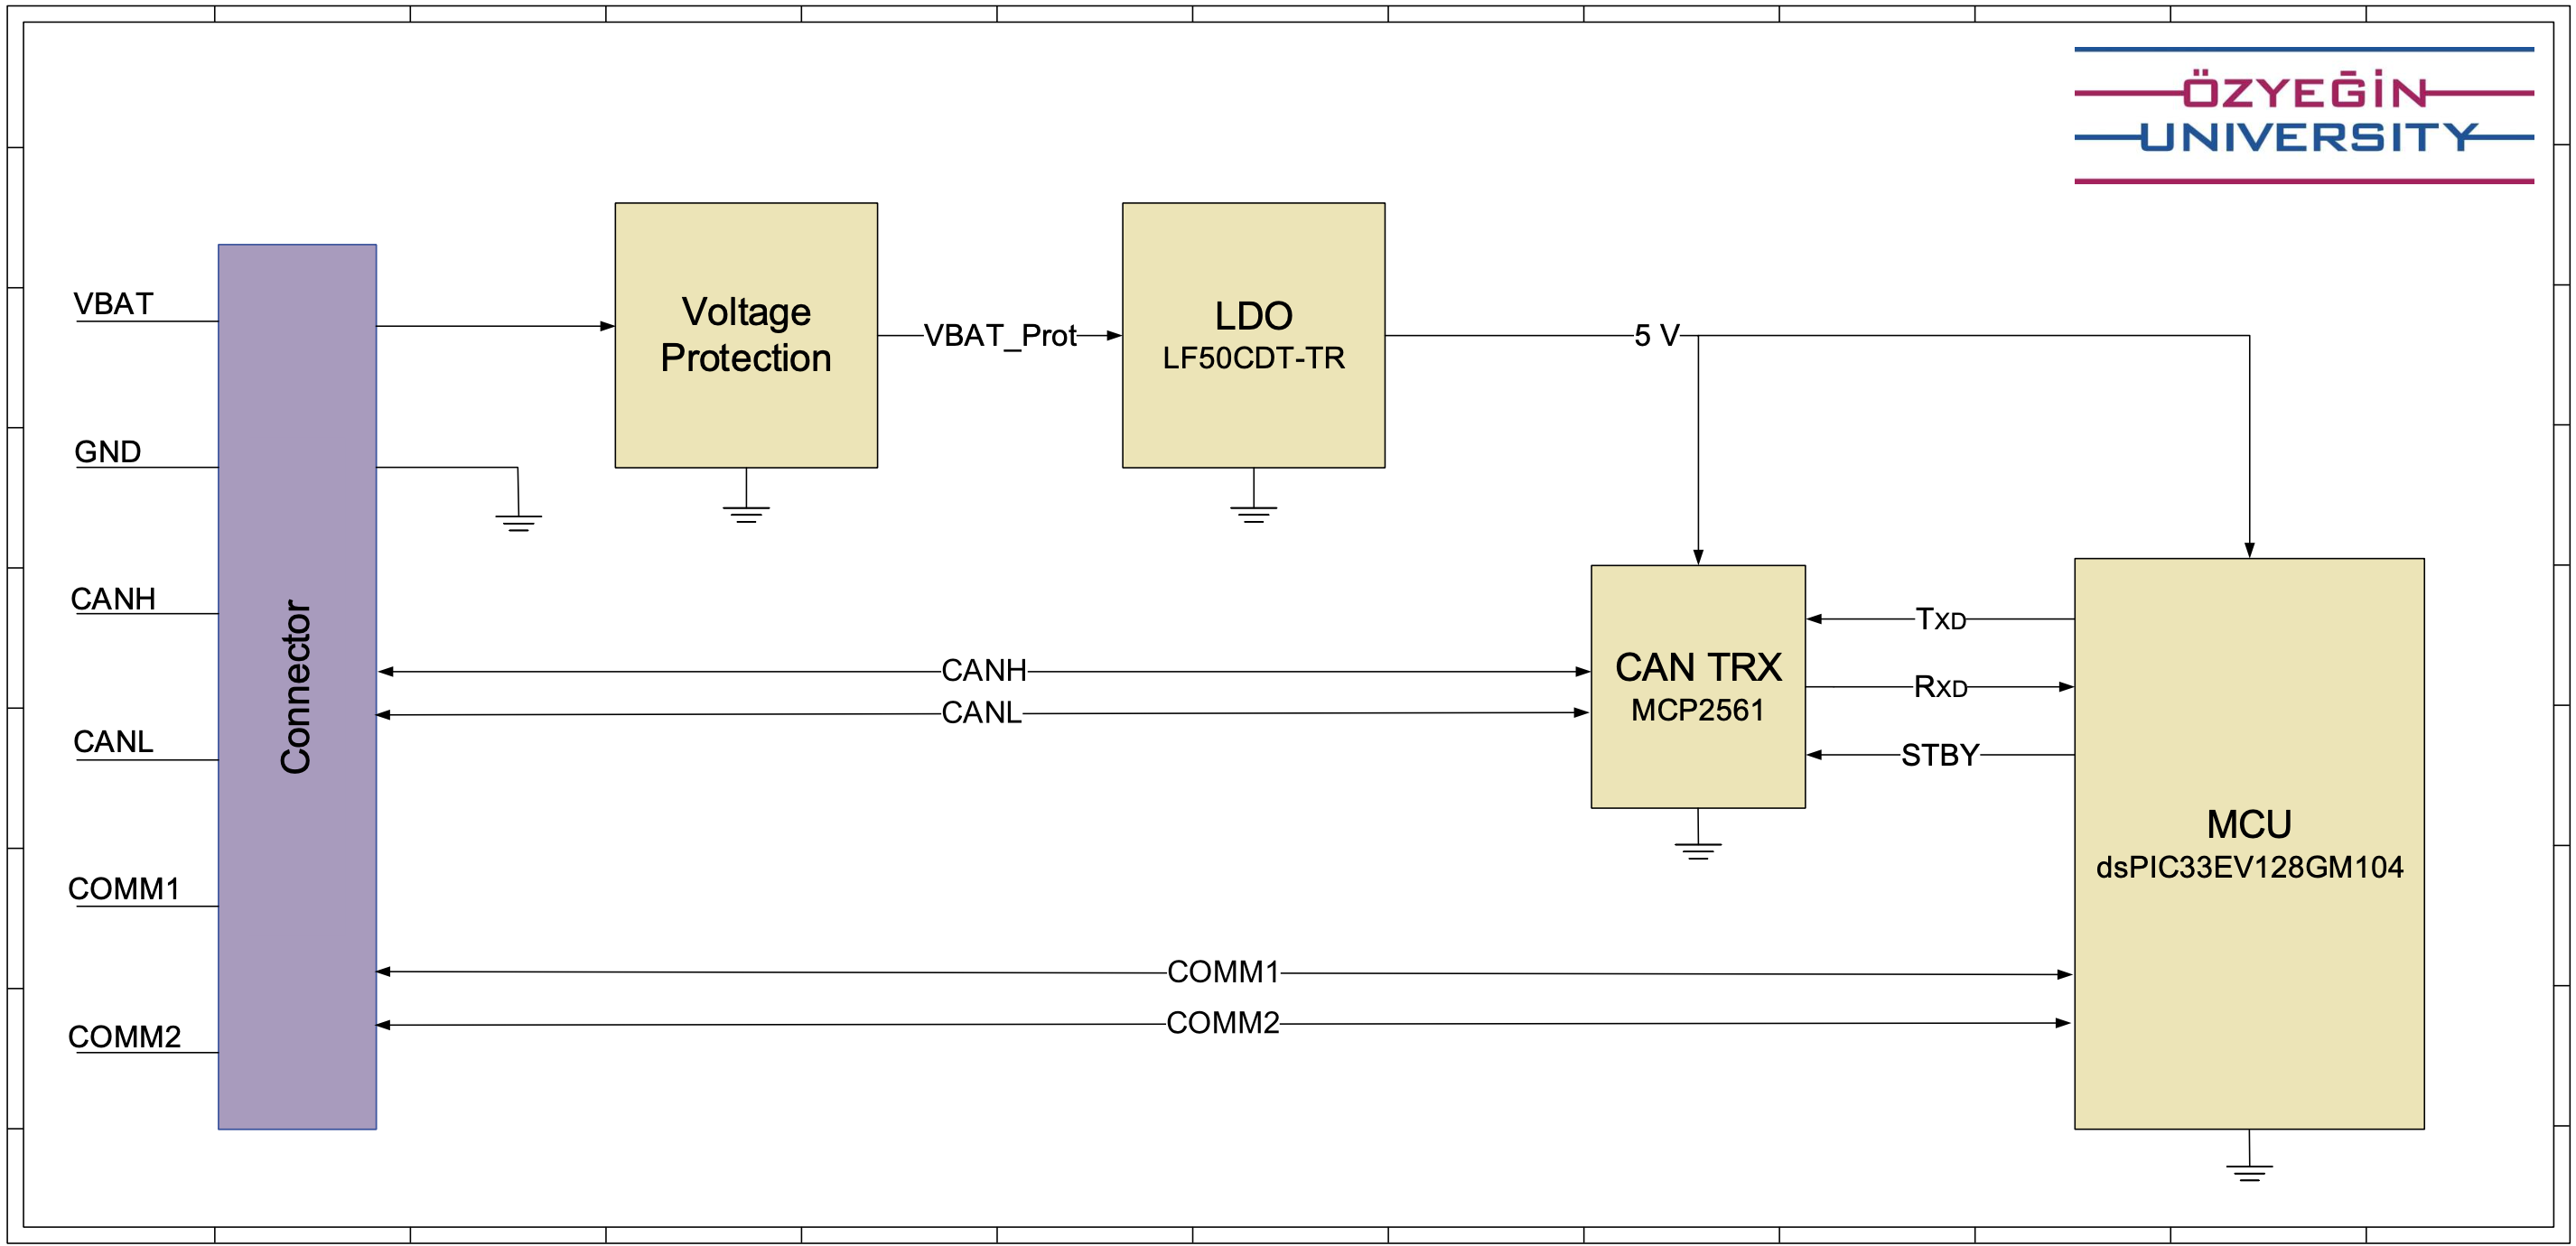 ÖZYEĞİN
UNIVERSITY
VBAT
GND
CANH
CANL
COMM1
COMM2
Connector
Voltage
Protection
VBAT_Prot
LDO
LF50CDT-TR
5 V
CANH
CANL
CAN TRX
MCP2561
TXD
RXD
STBY
MCU
dsPIC33EV128GM104
COMM1
COMM2